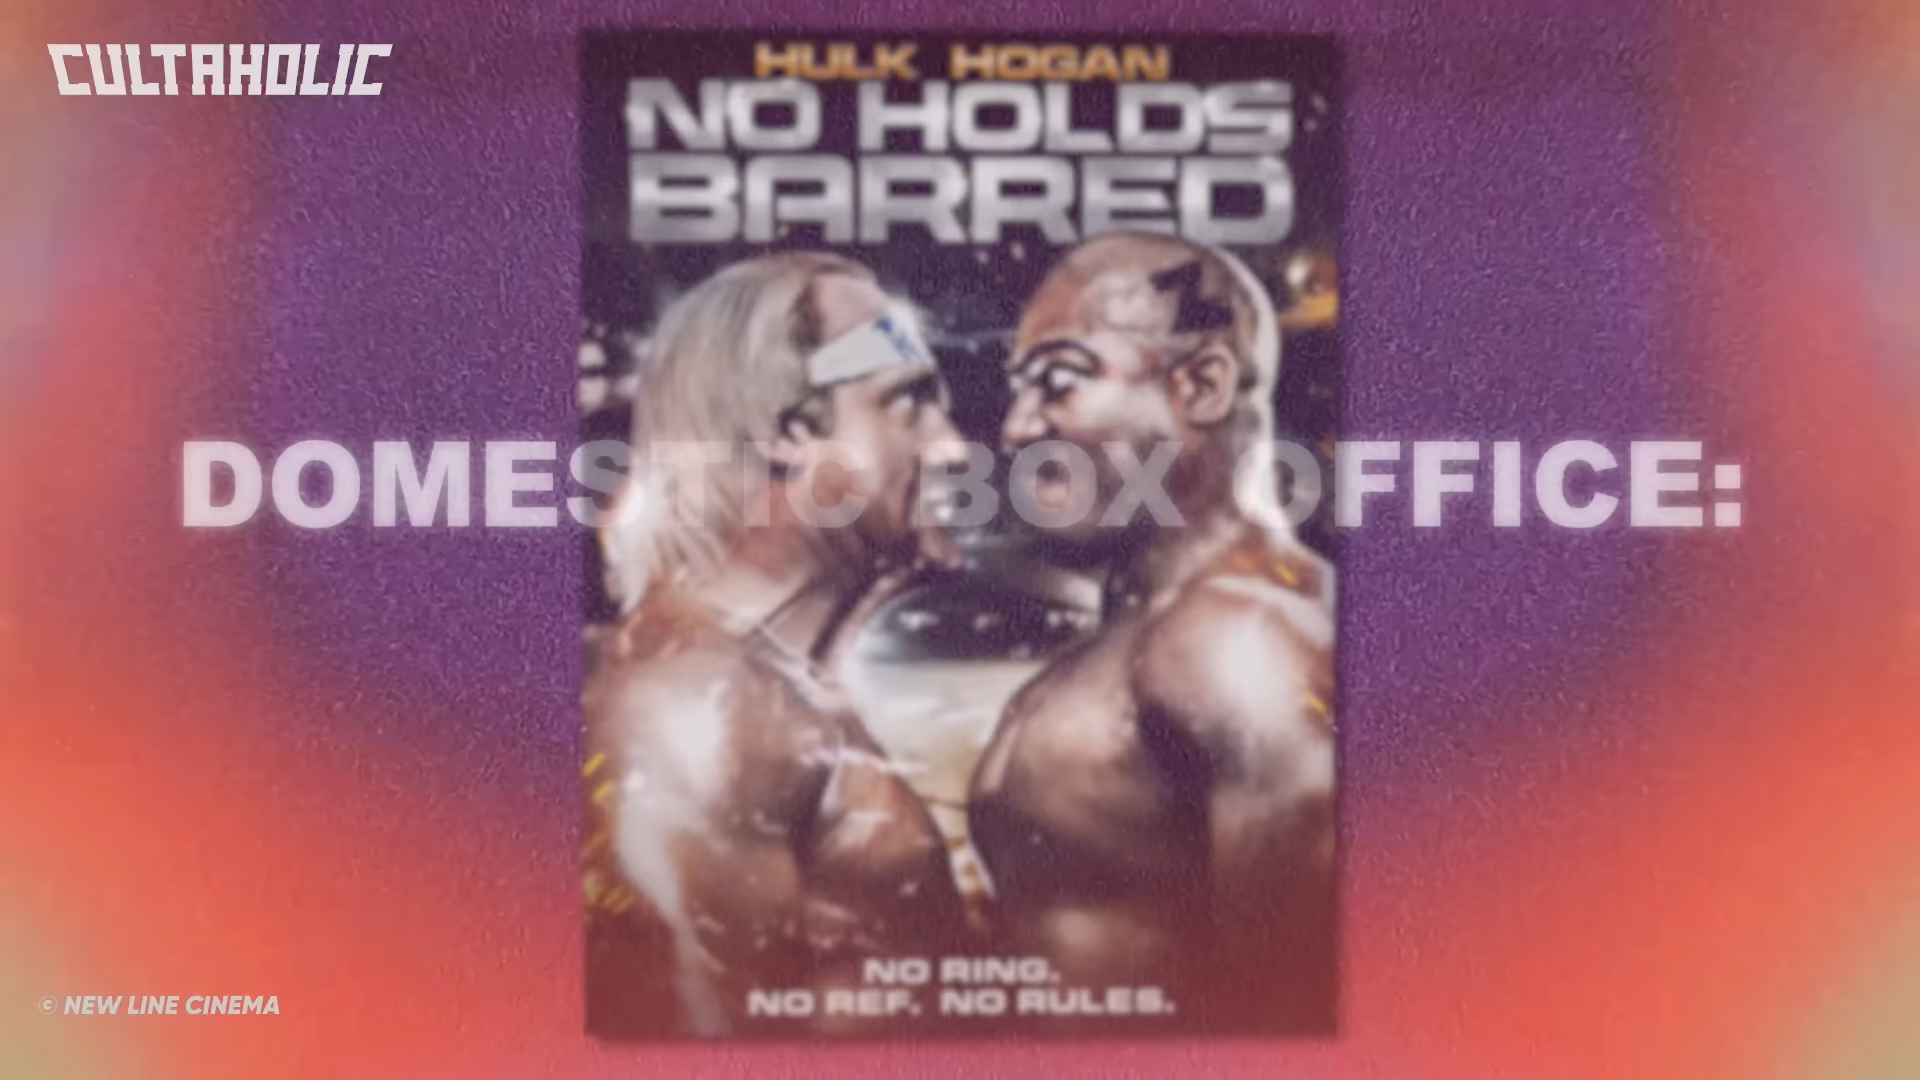 CULTAHOLIC
HULK HOGAN
NO HOLDS
BARRED
DOMESTIC BOX OFFICE:
NO RING.
NO REF. NO RULES.
© NEW LINE CINEMA